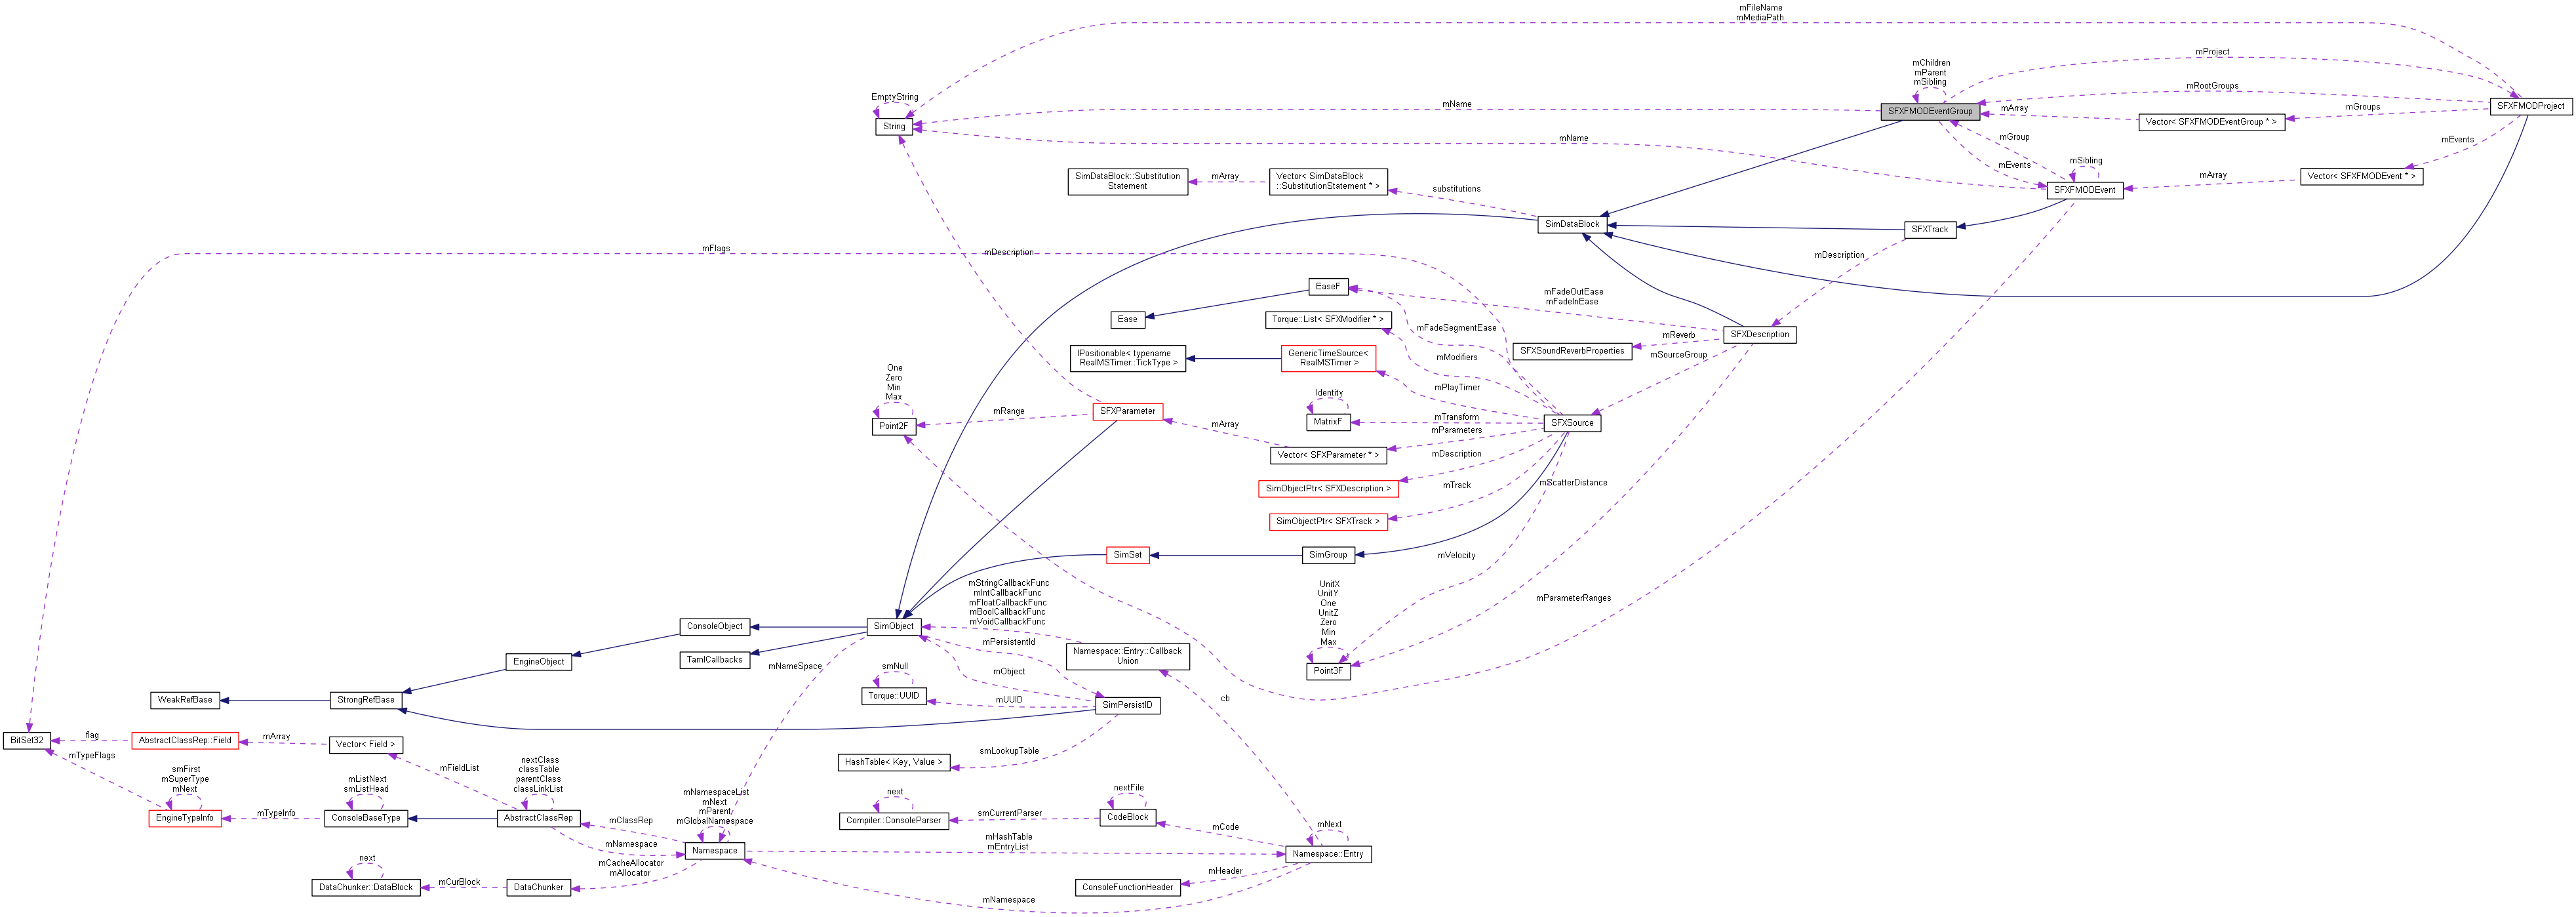 mFileName
mMediaPath
mProject
mChildren
mParent
mSibling
mRootGroups
EmptyString
mName
SFXFMODEventGroup
mArray
mGroups
SFXFMODProject
String
Vector< SFXFMODEventGroup * >
mName
mGroup
mEvents
mEvents
mSibling
SimDataBlock::Substitution
Statement
mArray
Vector< SimDataBlock
::SubstitutionStatement * >
substitutions
SFXFMODEvent
mArray
Vector< SFXFMODEvent * >
SimDataBlock
SFXTrack
mFlags
mDescription
mDescription
EaseF
mFadeOutEase
mFadeInEase
Ease
Torque::List< SFXModifier * >
mFadeSegmentEase
SFXDescription
mReverb
SFXSoundReverbProperties
mSourceGroup
IPositionable< typename
RealMSTimer::TickType >
GenericTimeSource<
RealMSTimer >
mModifiers
One
Zero
Min
Max
mPlayTimer
Identity
Point2F
mRange
SFXParameter
MatrixF
mTransform
SFXSource
mArray
mParameters
Vector< SFXParameter * >
mDescription
SimObjectPtr< SFXDescription >
mTrack
mScatterDistance
SimObjectPtr< SFXTrack >
SimSet
SimGroup
mVelocity
mStringCallbackFunc
mIntCallbackFunc
mFloatCallbackFunc
mBoolCallbackFunc
mVoidCallbackFunc
UnitX
UnitY
One
UnitZ
Zero
Min
Max
mParameterRanges
ConsoleObject
SimObject
mPersistentId
Namespace::Entry::Callback
Union
EngineObject
TamlCallbacks
mNameSpace
smNull
mObject
Point3F
WeakRefBase
StrongRefBase
Torque::UUID
mUUID
SimPersistID
cb
BitSet32
flag
AbstractClassRep::Field
mArray
Vector< Field >
smLookupTable
mTypeFlags
mFieldList
HashTable< Key, Value >
smFirst
mSuperType
mNext
mListNext
smListHead
nextClass
classTable
parentClass
classLinkList
mNamespaceList
mNext
mParent
mGlobalNamespace
next
nextFile
EngineTypeInfo
mTypeInfo
ConsoleBaseType
AbstractClassRep
mClassRep
Compiler::ConsoleParser
smCurrentParser
CodeBlock
mCode
mNext
mNamespace
Namespace
mHashTable
mEntryList
Namespace::Entry
next
mCacheAllocator
mAllocator
mHeader
DataChunker::DataBlock
mCurBlock
DataChunker
ConsoleFunctionHeader
mNamespace